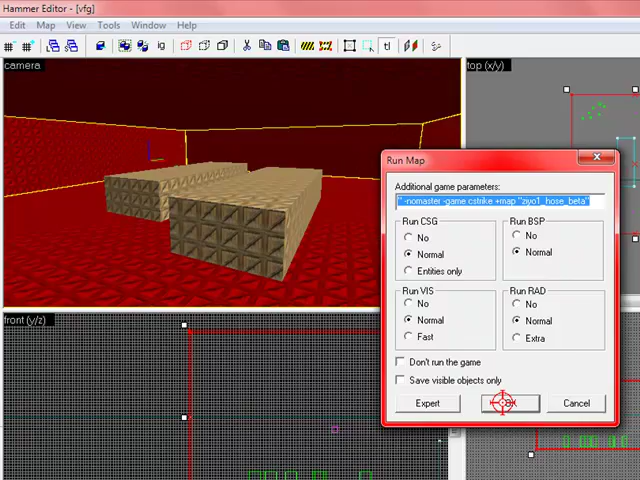 Hammer Editor - [vfg]
Edit Map View Tools Window Help
ig
tl
camera
top (x/y)
front (y/z)
Run Map
Additional game parameters:
" -nomaster -game cstrike +map "ziyo1_hose_beta"
Run CSG
No
Normal
Entities only
Run BSP
No
Normal
Run VIS
No
Normal
Fast
Run RAD
No
Normal
Extra
Don't run the game
Save visible objects only
Expert
Cancel